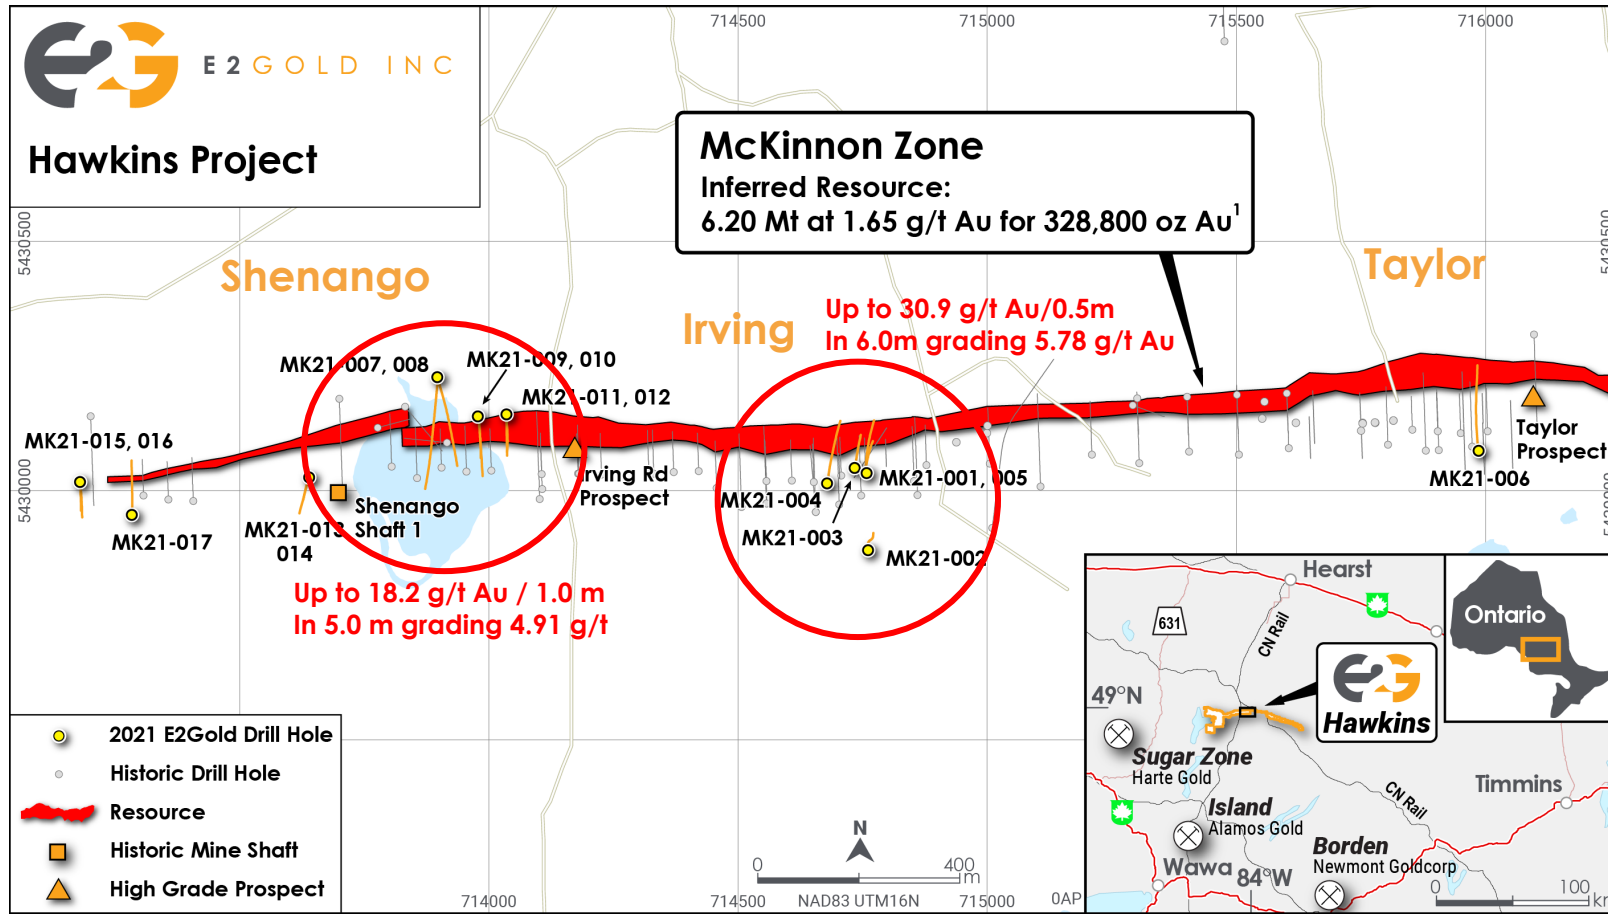 E2GOLD INC
Hawkins Project
714500
715000
715500
716000
McKinnon Zone
Inferred Resource:
6.20 Mt at 1.65 g/t Au for 328,800 oz Au1
5430500
5430500
Shenango
Irving
Taylor
Up to 30.9 g/t Au/0.5m
In 6.0m grading 5.78 g/t Au
MK21-007, 008
MK21-009, 010
MK21-011, 012
MK21-015, 016
MK21-017
MK21-013,
014
Shenango
Shaft 1
Irving Rd
Prospect
MK21-004
MK21-001, 005
MK21-003
MK21-002
MK21-006
Taylor
Prospect
5430000
5430000
Up to 18.2 g/t Au / 1.0 m
In 5.0 m grading 4.91 g/t
2021 E2Gold Drill Hole
Historic Drill Hole
Resource
Historic Mine Shaft
High Grade Prospect
N
0 400
m
NAD83 UTM16N
714000
714500
715000
0AP
Hearst
631
CN Rail
49°N
E2G
Hawkins
Ontario
Sugar Zone
Harte Gold
Island
Alamos Gold
CN Rail
Timmins
Borden
Newmont Goldcorp
Wawa
84°W
0 100
km